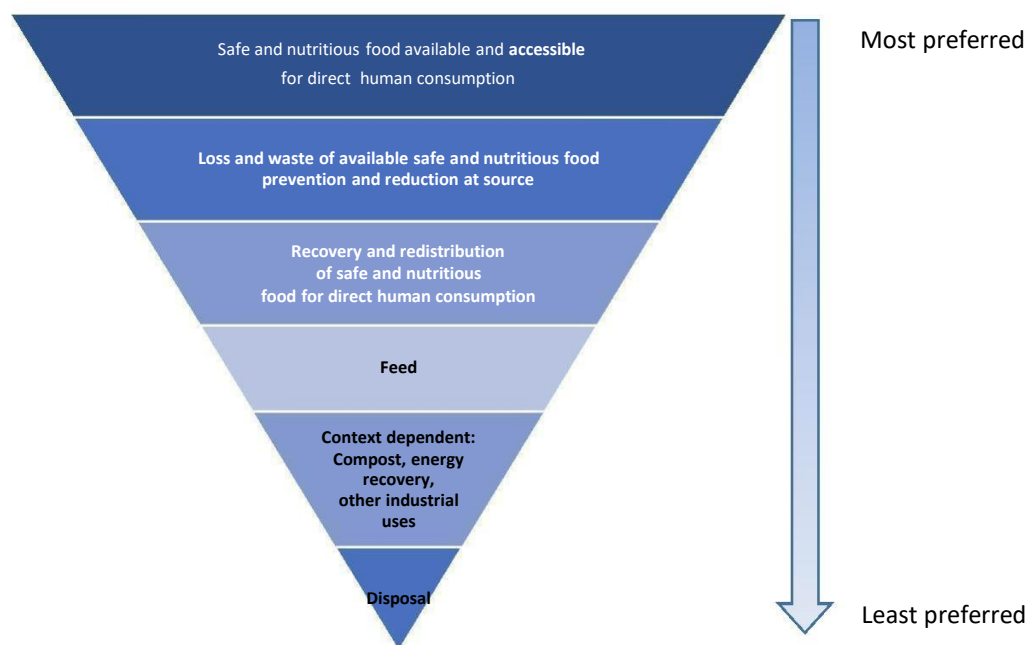 Safe and nutritious food available and accessible
for direct human consumption
Most preferred
Loss and waste of available safe and nutritious food
prevention and reduction at source
Recovery and redistribution
of safe and nutritious
food for direct human consumption
Feed
Context dependent:
Compost, energy
recovery,
other industrial
uses
Disposal
Least preferred